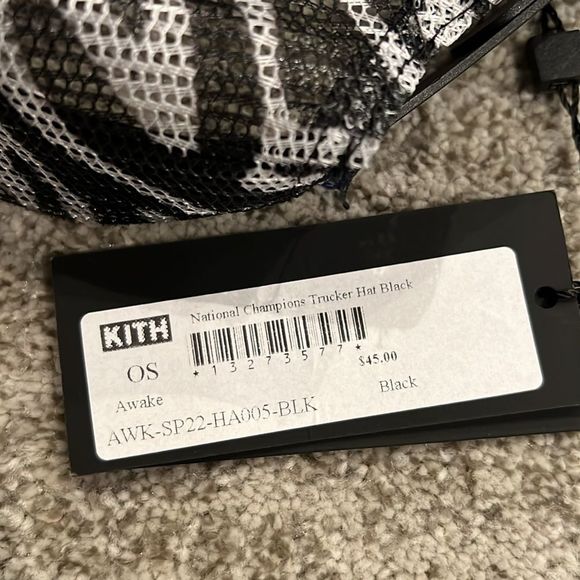 National Champions Trucker Hat Black
KITH
*13273577*
OS
$45.00
Awake
Black
AWK-SP22-HA005-BLK